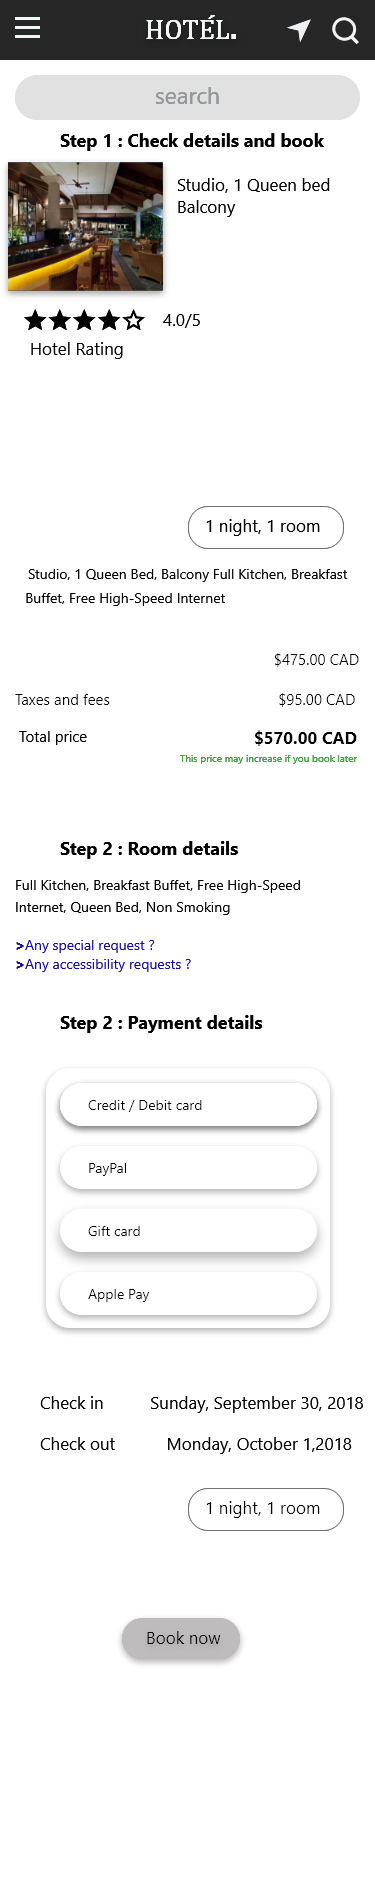 HOTÉL.
search
Step 1 : Check details and book
Studio, 1 Queen bed
Balcony
4.0/5
Hotel Rating
1 night, 1 room
Studio, 1 Queen Bed, Balcony Full Kitchen, Breakfast
Buffet, Free High-Speed Internet
$475.00 CAD
Taxes and fees $95.00 CAD
Total price $570.00 CAD
This price may increase if you book later
Step 2 : Room details
Full Kitchen, Breakfast Buffet, Free High-Speed
Internet, Queen Bed, Non Smoking
>Any special request ?
>Any accessibility requests ?
Step 2 : Payment details
Credit / Debit card
PayPal
Gift card
Apple Pay
Check in Sunday, September 30, 2018
Check out Monday, October 1,2018
1 night, 1 room
Book now